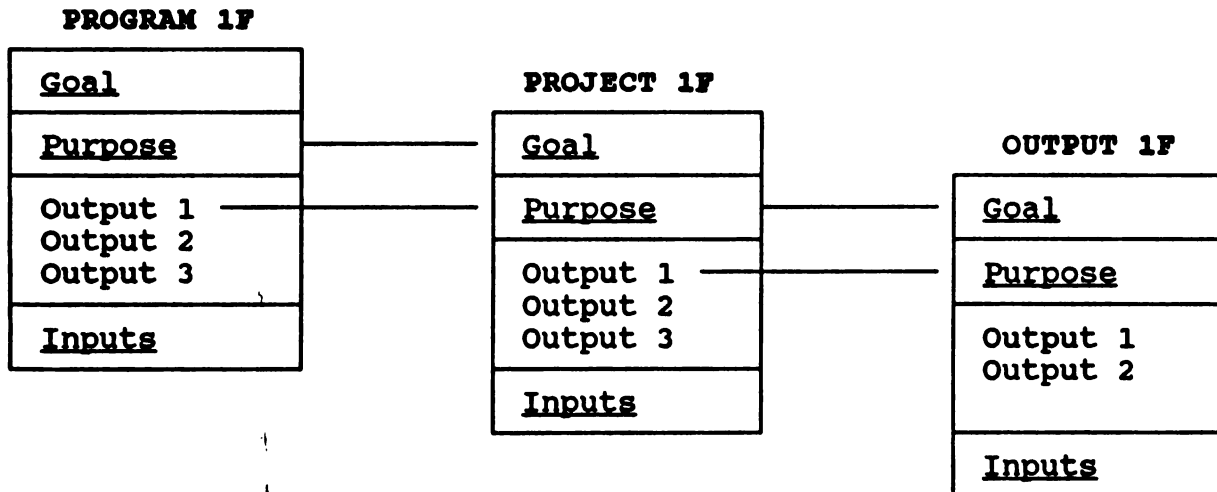 PROGRAM 1F
Goal
Purpose
Output 1
Output 2
Output 3
Inputs
PROJECT 1F
Goal
Purpose
Output 1
Output 2
Output 3
Inputs
OUTPUT 1F
Goal
Purpose
Output 1
Output 2
Inputs